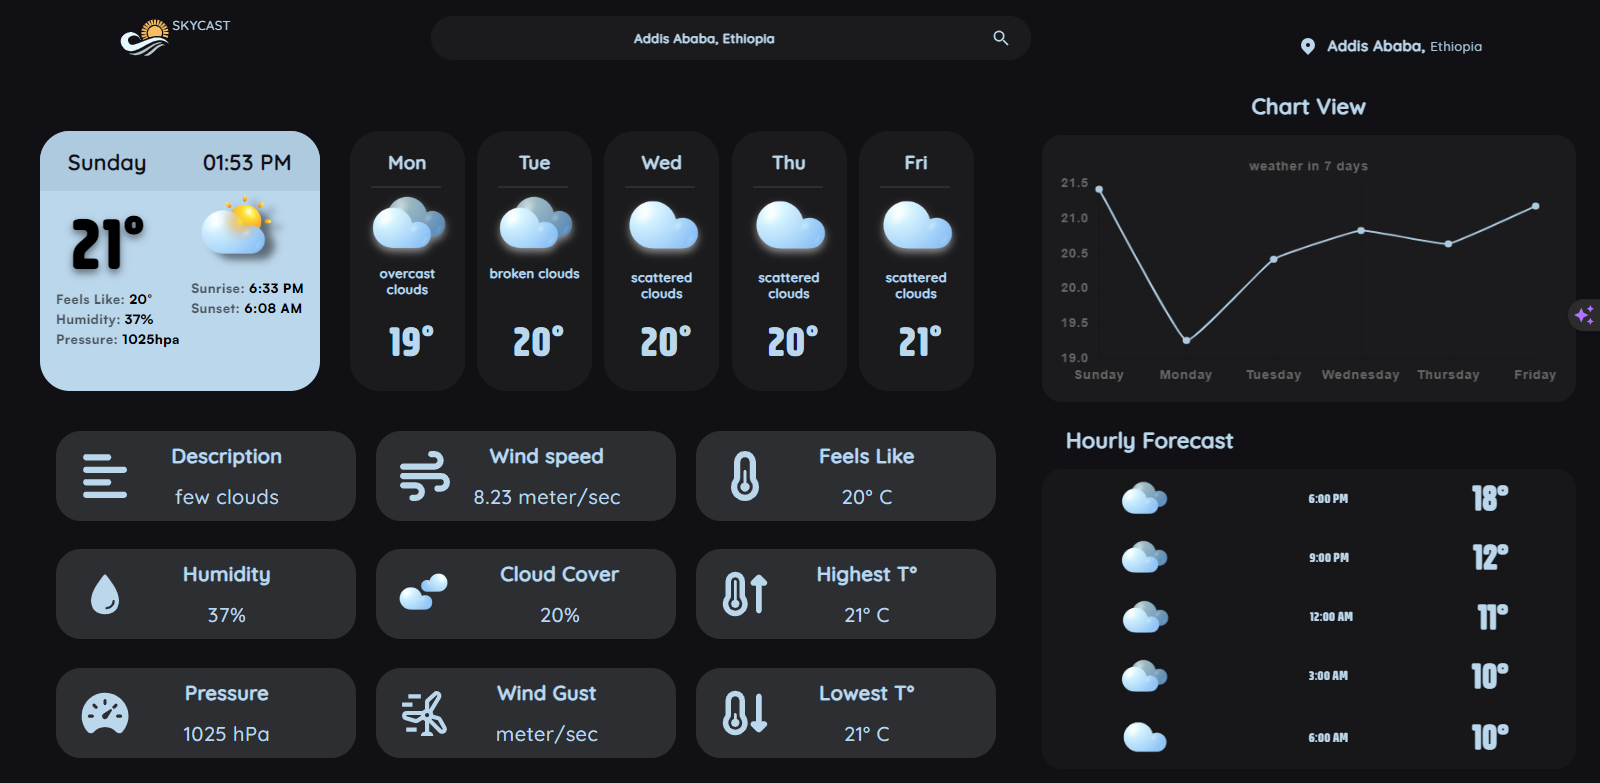 SKYCAST
Addis Ababa, Ethiopia
Addis Ababa, Ethiopia
Sunday 01:53 PM
21°
Feels Like: 20°
Humidity: 37%
Pressure: 1025hpa
Sunrise: 6:33 PM
Sunset: 6:08 AM
Mon
overcast
clouds
19°
Tue
broken clouds
20°
Wed
scattered
clouds
20°
Thu
scattered
clouds
20°
Fri
scattered
clouds
21°
Chart View
weather in 7 days
21.5
21.0
20.5
20.0
19.5
19.0
Sunday Monday Tuesday Wednesday Thursday Friday
Description
few clouds
Wind speed
8.23 meter/sec
Feels Like
20° C
Humidity
37%
Cloud Cover
20%
Highest T°
21° C
Pressure
1025 hPa
Wind Gust
meter/sec
Lowest T°
21° C
Hourly Forecast
6:00 PM 18°
9:00 PM 12°
12:00 AM 11°
3:00 AM 10°
6:00 AM 10°